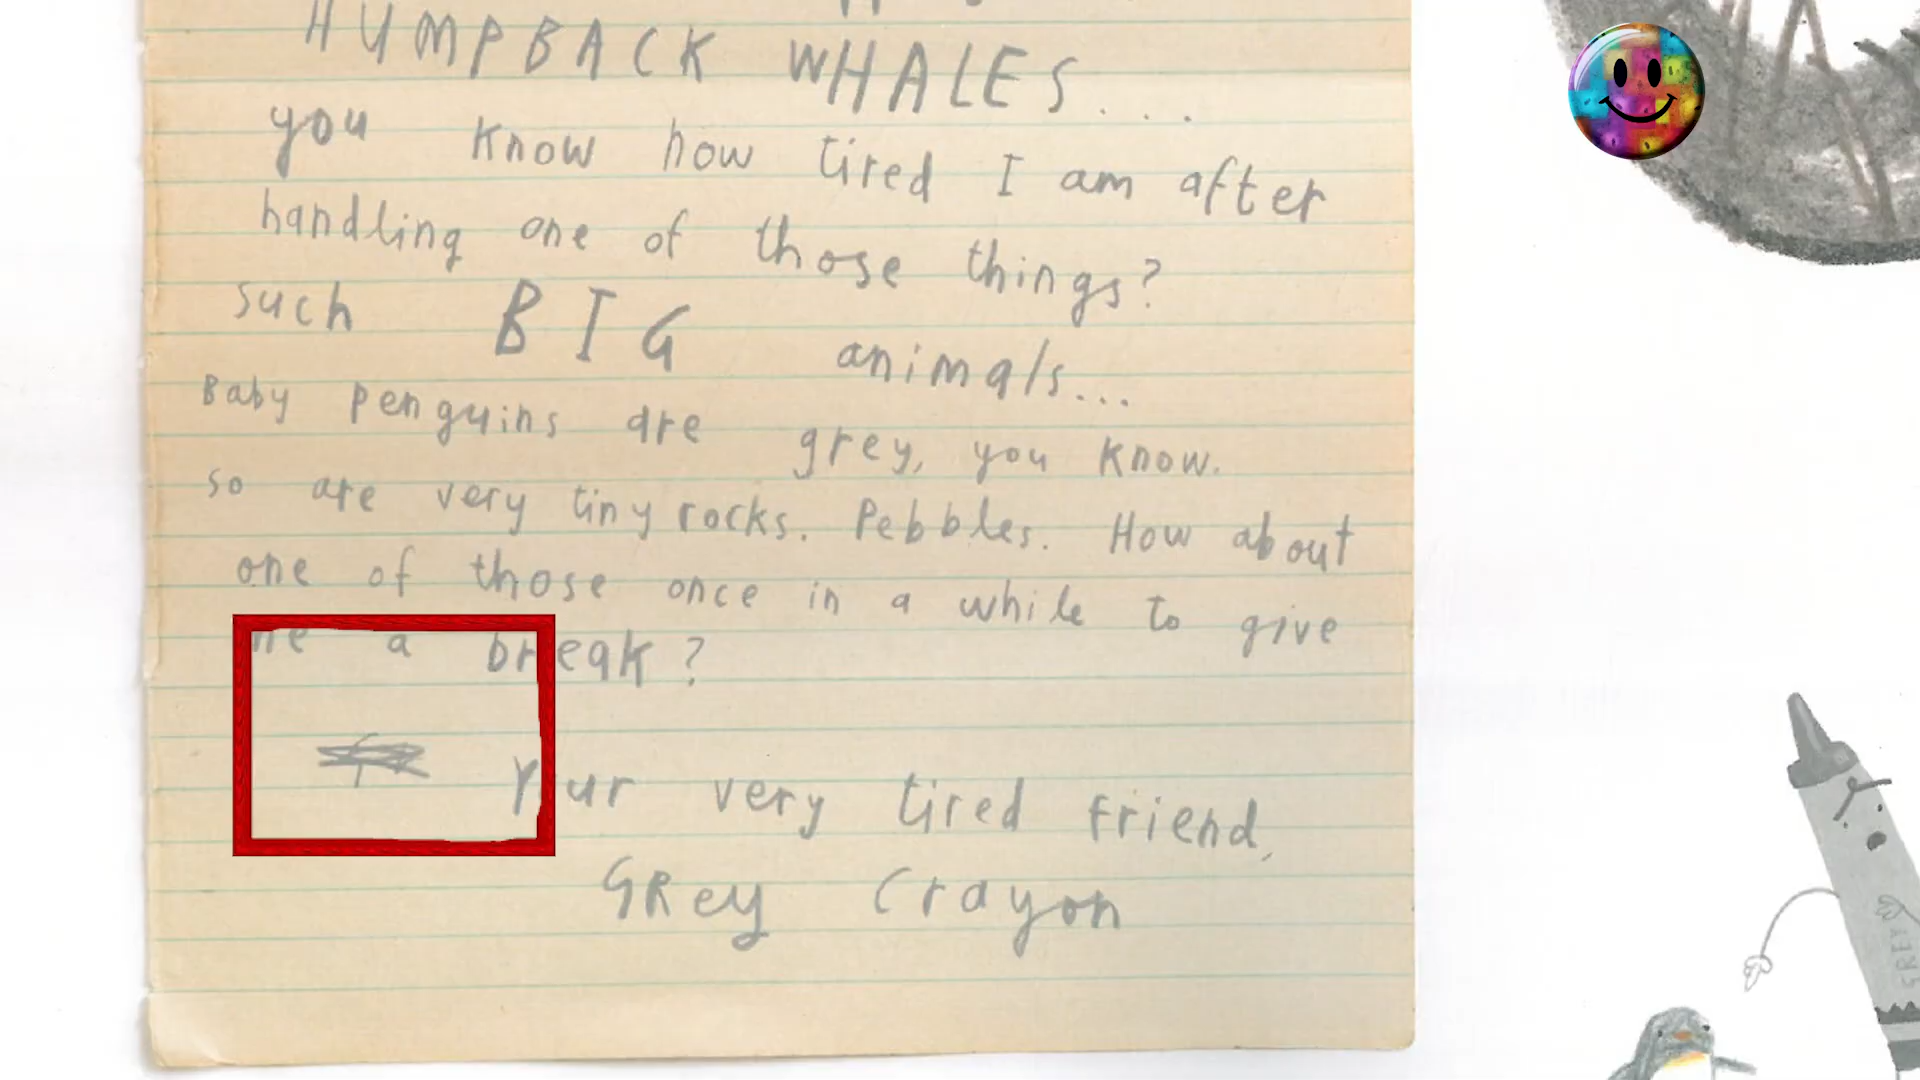 HUMPBACK WHALES....
you know how tired I am after
handling one of those things?
such BIG animals...
Baby penguins are grey, you know.
so are very tiny rocks. Pebbles. How about
one of those once in a while to give
me a break?
Your very tired friend,
GRey Crayon
GREY